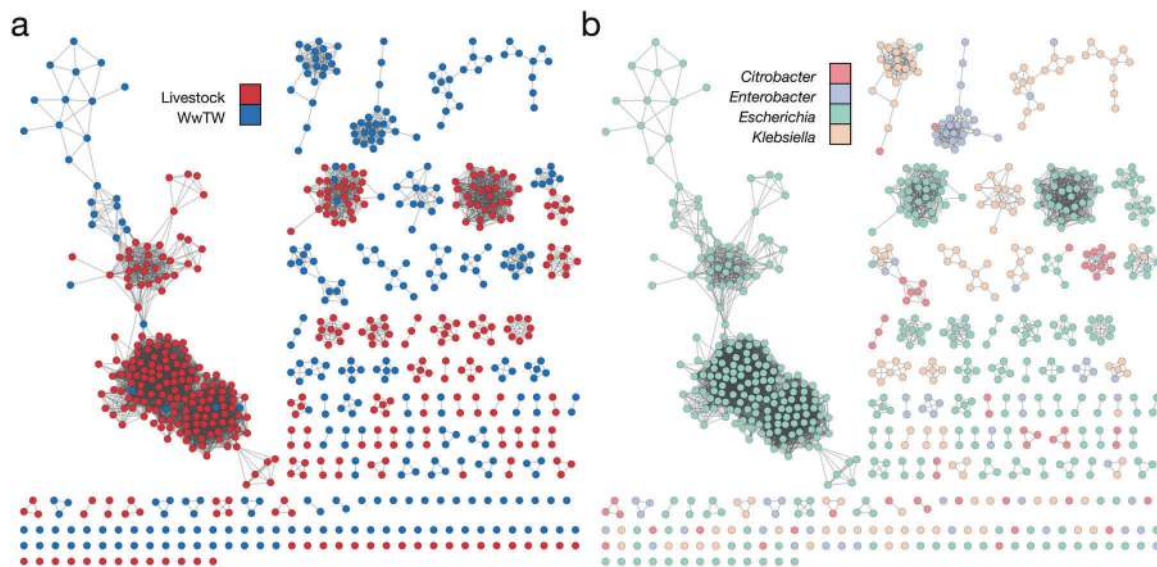 a
Livestock
WwTW
b
Citrobacter
Enterobacter
Escherichia
Klebsiella